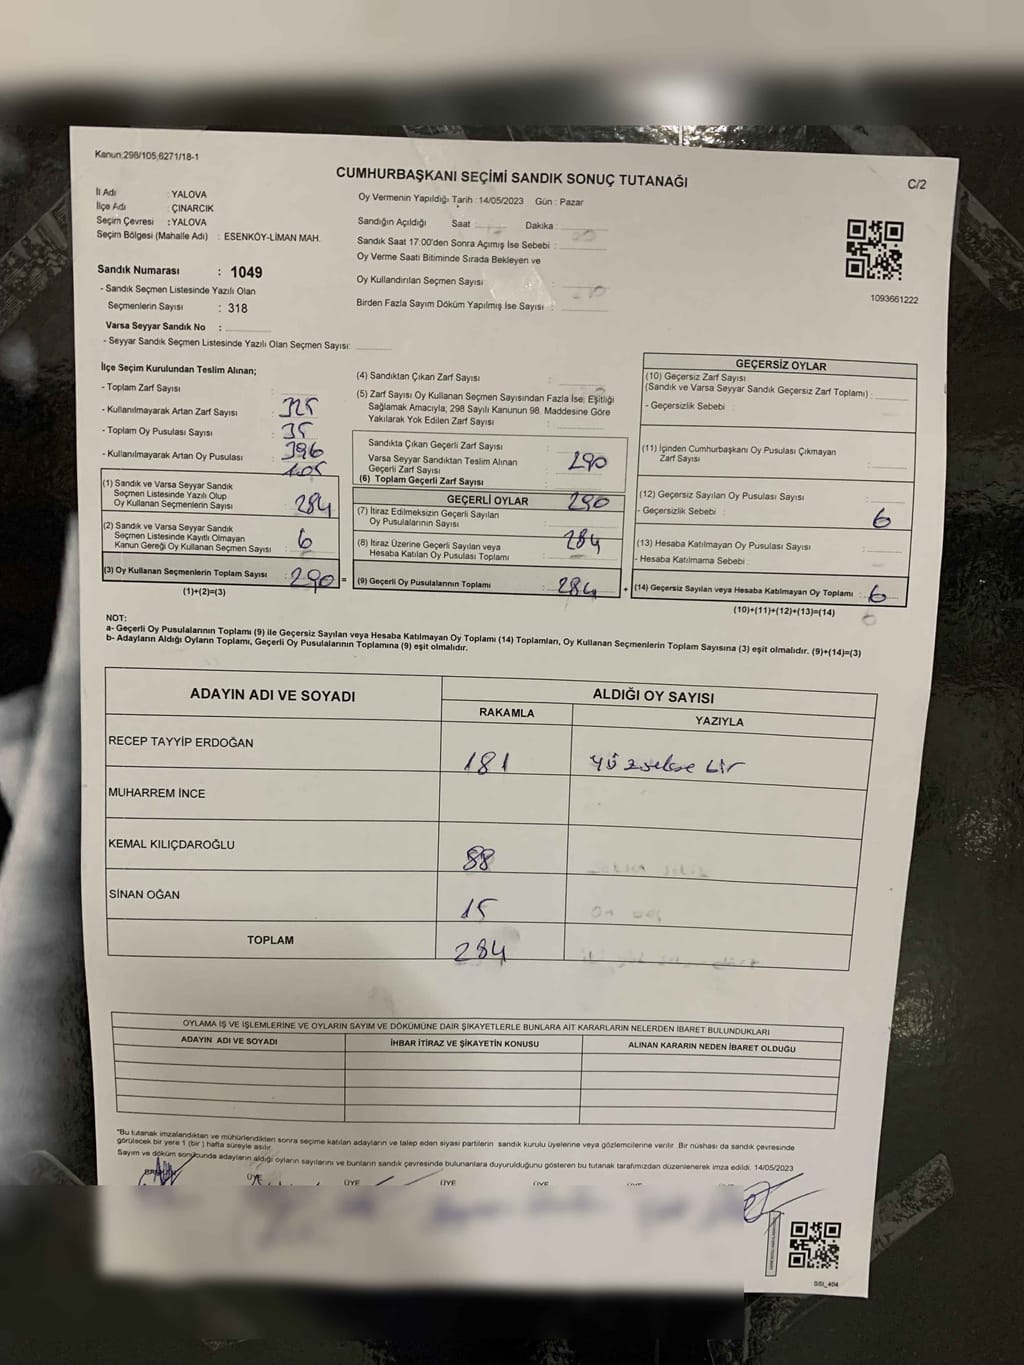 Kanun;298/105,6271/18-1
CUMHURBAŞKANI SEÇİMİ SANDIK SONUÇ TUTANAĞI
C/2
İl Adı : YALOVA
İlçe Adı : ÇINARCIK
Seçim Çevresi : YALOVA
Seçim Bölgesi (Mahalle Adı) : ESENKÖY-LİMAN MAH.
Oy Vermenin Yapıldığı Tarih : 14/05/2023 Gün : Pazar
Sandığın Açıldığı Saat : Dakika :
Sandık Saat 17:00'den Sonra Açımış İse Sebebi :
Oy Verme Saati Bitiminde Sırada Bekleyen ve
Oy Kullandırılan Seçmen Sayısı :
Birden Fazla Sayım Döküm Yapılmış İse Sayısı :
1093661222
Sandık Numarası : 1049
- Sandık Seçmen Listesinde Yazılı Olan
Seçmenlerin Sayısı : 318
Varsa Seyyar Sandık No :
- Seyyar Sandık Seçmen Listesinde Yazılı Olan Seçmen Sayısı:
İlçe Seçim Kurulundan Teslim Alınan;
- Toplam Zarf Sayısı : 325
- Kullanılmayarak Artan Zarf Sayısı : 35
- Toplam Oy Pusulası Sayısı : 396
- Kullanılmayarak Artan Oy Pusulası :
(1) Sandık ve Varsa Seyyar Sandık
Seçmen Listesinde Yazılı Olup
Oy Kullanan Seçmenlerin Sayısı : 284
(2) Sandık ve Varsa Seyyar Sandık
Seçmen Listesinde Kayıtlı Olmayan
Kanun Gereği Oy Kullanan Seçmen Sayısı : 6
(3) Oy Kullanan Seçmenlerin Toplam Sayısı : 290 =
(1)+(2)=(3)
(4) Sandıktan Çıkan Zarf Sayısı :
(5) Zarf Sayısı Oy Kullanan Seçmen Sayısından Fazla İse; Eşitliği
Sağlamak Amacıyla; 298 Sayılı Kanunun 98. Maddesine Göre
Yakılarak Yok Edilen Zarf Sayısı :
Sandıkta Çıkan Geçerli Zarf Sayısı : 290
Varsa Seyyar Sandıktan Teslim Alınan
Geçerli Zarf Sayısı :
(6) Toplam Geçerli Zarf Sayısı : 290
GEÇERLİ OYLAR
(7) İtiraz Edilmeksizin Geçerli Sayılan
Oy Pusulalarının Sayısı : 284
(8) İtiraz Üzerine Geçerli Sayılan veya
Hesaba Katılan Oy Pusulası Toplamı :
(9) Geçerli Oy Pusulalarının Toplamı : 284 +
GEÇERSİZ OYLAR
(10) Geçersiz Zarf Sayısı
(Sandık ve Varsa Seyyar Sandık Geçersiz Zarf Toplamı) :
- Geçersizlik Sebebi :
(11) İçinden Cumhurbaşkanı Oy Pusulası Çıkmayan
Zarf Sayısı :
(12) Geçersiz Sayılan Oy Pusulası Sayısı :
- Geçersizlik Sebebi : 6
(13) Hesaba Katılmayan Oy Pusulası Sayısı :
- Hesaba Katılmama Sebebi :
(14) Geçersiz Sayılan veya Hesaba Katılmayan Oy Toplamı : 6
(10)+(11)+(12)+(13)=(14)
NOT:
a- Geçerli Oy Pusulalarının Toplamı (9) ile Geçersiz Sayılan veya Hesaba Katılmayan Oy Toplamı (14) Toplamları, Oy Kullanan Seçmenlerin Toplam Sayısına (3) eşit olmalıdır. (9)+(14)=(3)
b- Adayların Aldığı Oyların Toplamı, Geçerli Oy Pusulalarının Toplamına (9) eşit olmalıdır.
ADAYIN ADI VE SOYADI
ALDIĞI OY SAYISI
RAKAMLA YAZIYLA
RECEP TAYYİP ERDOĞAN 181
MUHARREM İNCE
KEMAL KILIÇDAROĞLU 88
SİNAN OĞAN 15
TOPLAM 284
OYLAMA İŞ VE İŞLEMLERİNE VE OYLARIN SAYIM VE DÖKÜMÜNE DAİR ŞİKAYETLERLE BUNLARA AİT KARARLARIN NELERDEN İBARET BULUNDUKLARI
ADAYIN ADI VE SOYADI İHBAR İTİRAZ VE ŞİKAYETİN KONUSU ALINAN KARARIN NEDEN İBARET OLDUĞU
*Bu tutanak imzalandıktan ve mühürlendikten sonra seçime katılan adayların ve talep eden siyasi partilerin sandık kurulu üyelerine veya gözlemcilerine verilir. Bir nüshası da sandık çevresinde
görülecek bir yere 1 (bir) hafta süreyle asılır.
Sayım ve döküm sonucunda adayların aldığı oyların sayılarını ve bunların sandık çevresinde bulunanlara duyurulduğunu gösteren bu tutanak tarafımızdan düzenlenerek imza edildi. 14/05/2023
BAŞKAN ÜYE ÜYE ÜYE ÜYE
SSI_404